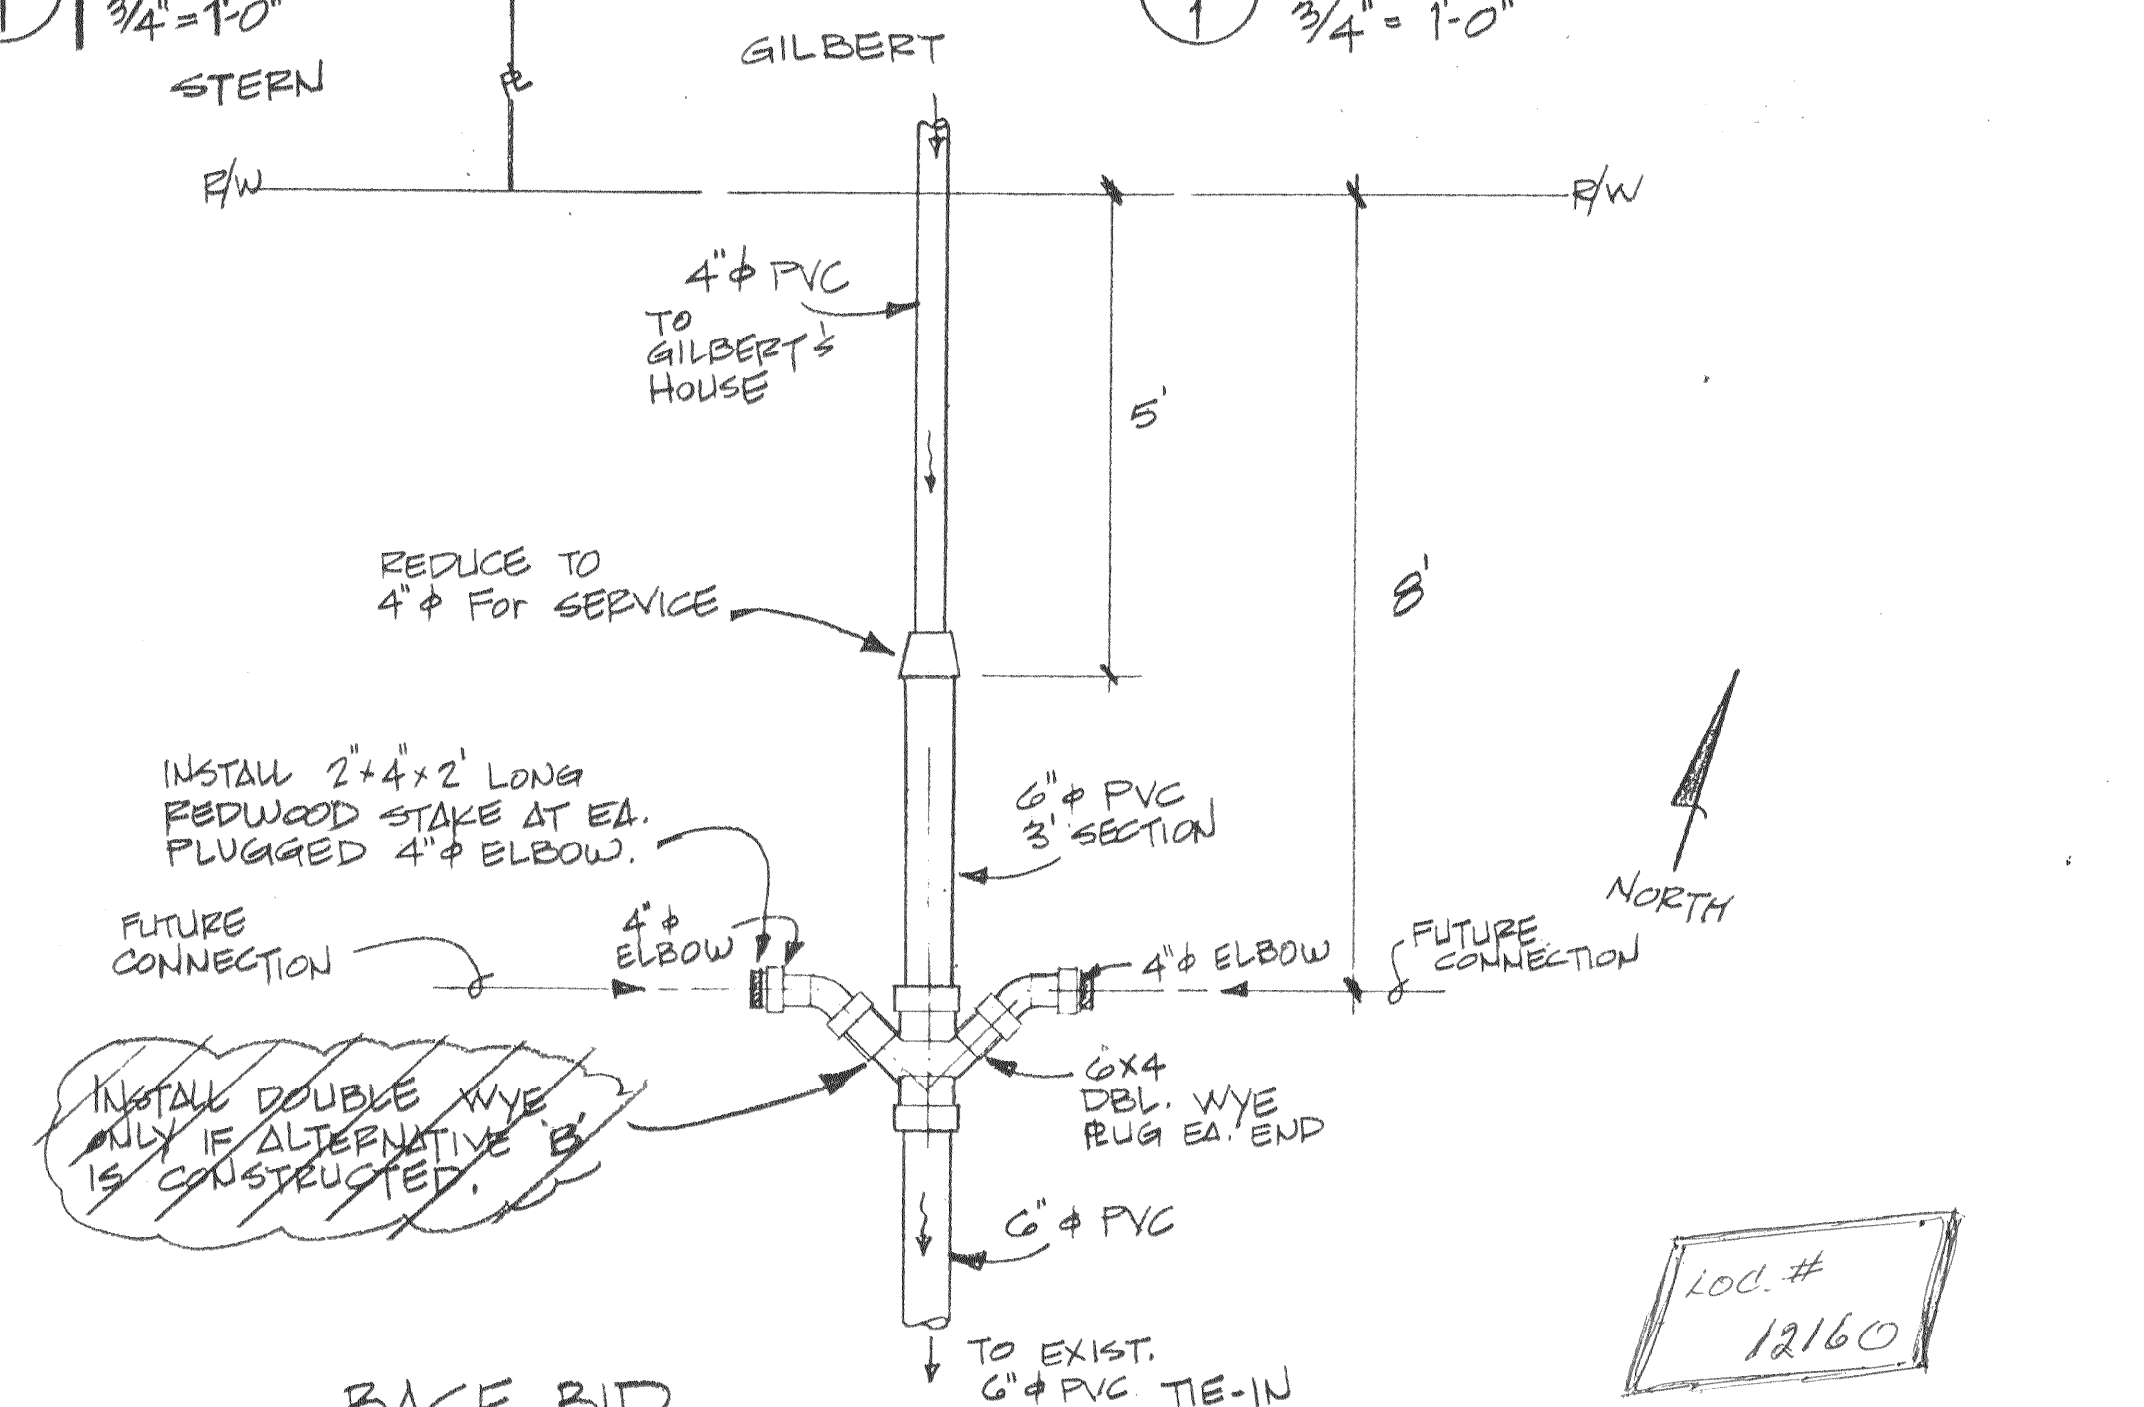 3/4" = 1'-0"
1
3/4" = 1'-0"
STERN
GILBERT
R/W
R/W
4"ϕ PVC
TO
GILBERT'S
HOUSE
5'
REDUCE TO
4"ϕ For SERVICE
8'
INSTALL 2"x4"x2' LONG
REDWOOD STAKE AT EA.
PLUGGED 4"ϕ ELBOW.
6"ϕ PVC
3' SECTION
NORTH
FUTURE
CONNECTION
4"ϕ
ELBOW
4"ϕ ELBOW
FUTURE
CONNECTION
INSTALL DOUBLE WYE
ONLY IF ALTERNATIVE 'B'
IS CONSTRUCTED.
6"X4
DBL. WYE
PLUG EA. END
6"ϕ PVC
LOC. #
12160
TO EXIST.
6"ϕ PVC. TIE-IN
BASE BID